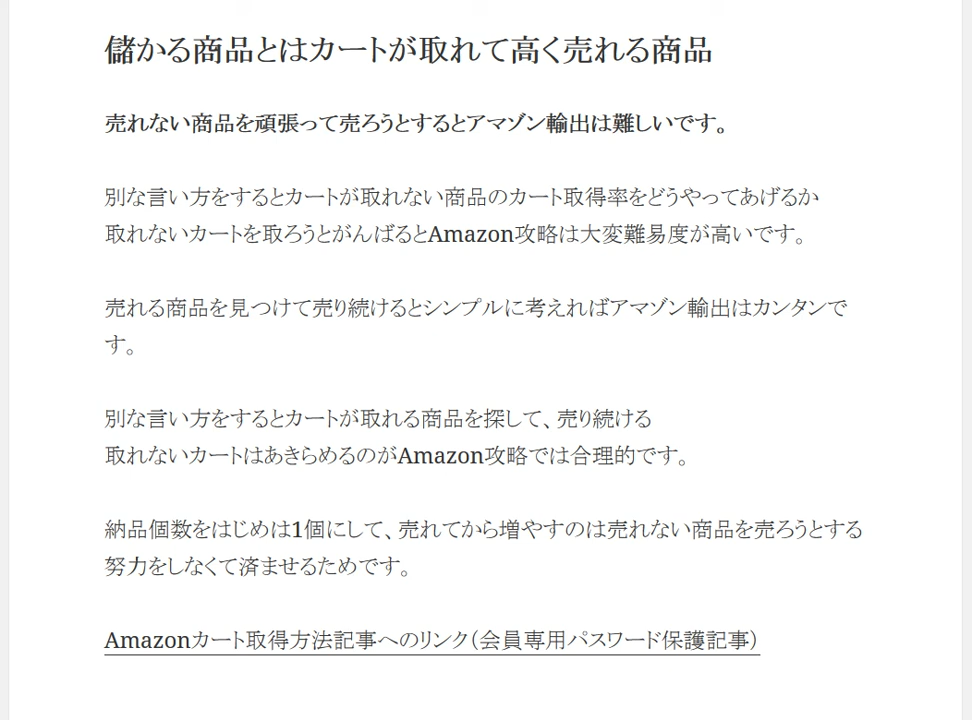 儲かる商品とはカートが取れて高く売れる商品
売れない商品を頑張って売ろうとするとアマゾン輸出は難しいです。
別な言い方をするとカートが取れない商品のカート取得率をどうやってあげるか
取れないカートを取ろうとがんばるとAmazon攻略は大変難易度が高いです。
売れる商品を見つけて売り続けるとシンプルに考えればアマゾン輸出はカンタンで
す。
別な言い方をするとカートが取れる商品を探して、売り続ける
取れないカートはあきらめるのがAmazon攻略では合理的です。
納品個数をはじめは1個にして、売れてから増やすのは売れない商品を売ろうとする
努力をしなくて済ませるためです。
Amazonカート取得方法記事へのリンク（会員専用パスワード保護記事）